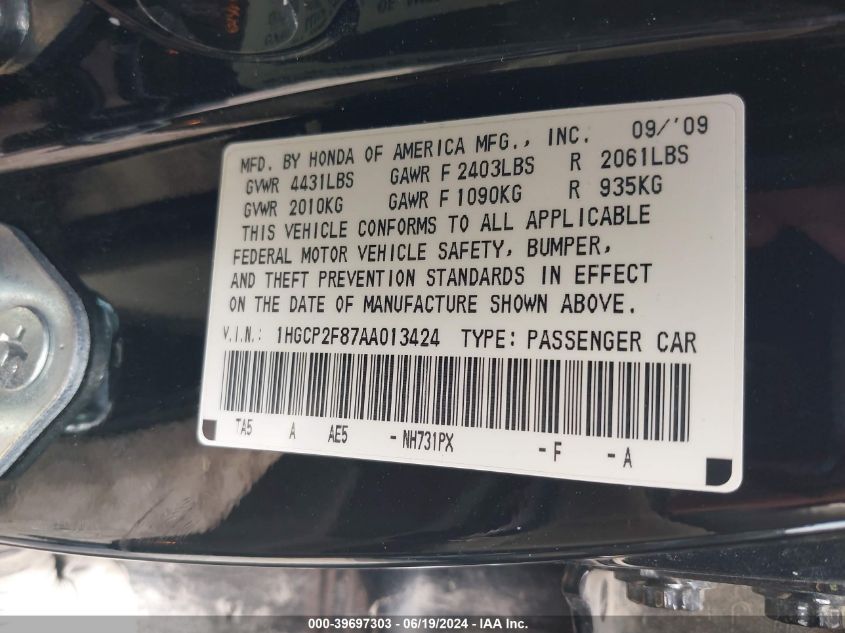 MFD. BY HONDA OF AMERICA MFG., INC. 09/'09
GVWR 4431LBS GAWR F 2403LBS R 2061LBS
GVWR 2010KG GAWR F 1090KG R 935KG
THIS VEHICLE CONFORMS TO ALL APPLICABLE
FEDERAL MOTOR VEHICLE SAFETY, BUMPER,
AND THEFT PREVENTION STANDARDS IN EFFECT
ON THE DATE OF MANUFACTURE SHOWN ABOVE.
V.I.N.: 1HGCP2F87AA013424 TYPE: PASSENGER CAR
TA5 A AE5 - NH731PX - F - A
000-39697303 / 06/19/2024 - IAA Inc.